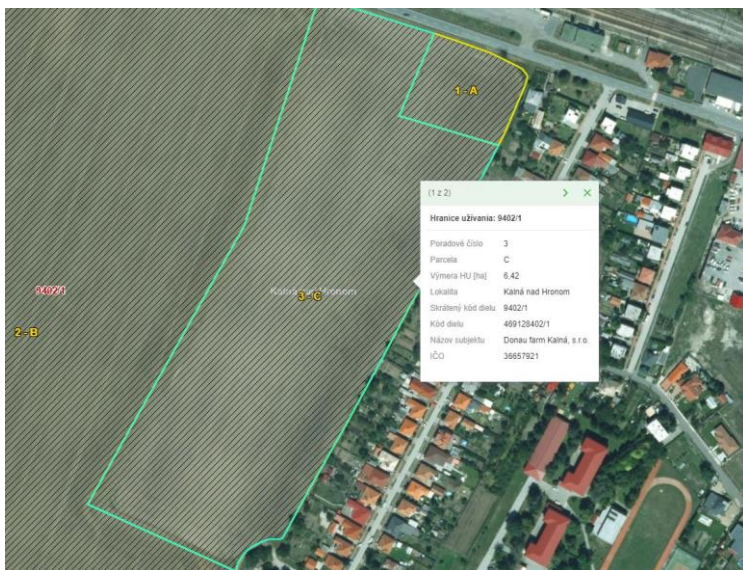 1 - A
(1 z 2)
Hranice užívania: 9402/1
Poradové číslo 3
Parcela C
Výmera HU [ha] 6,42
Lokalita Kalná nad Hronom
Skrátený kód dielu 9402/1
Kód dielu 469128402/1
Názov subjektu Donau farm Kalná, s.r.o.
IČO 36657921
9402/1
Kalná nad Hronom
3 - C
2 - B